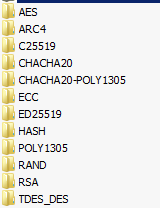 AES
ARC4
C25519
CHACHA20
CHACHA20-POLY1305
ECC
ED25519
HASH
POLY1305
RAND
RSA
TDES_DES